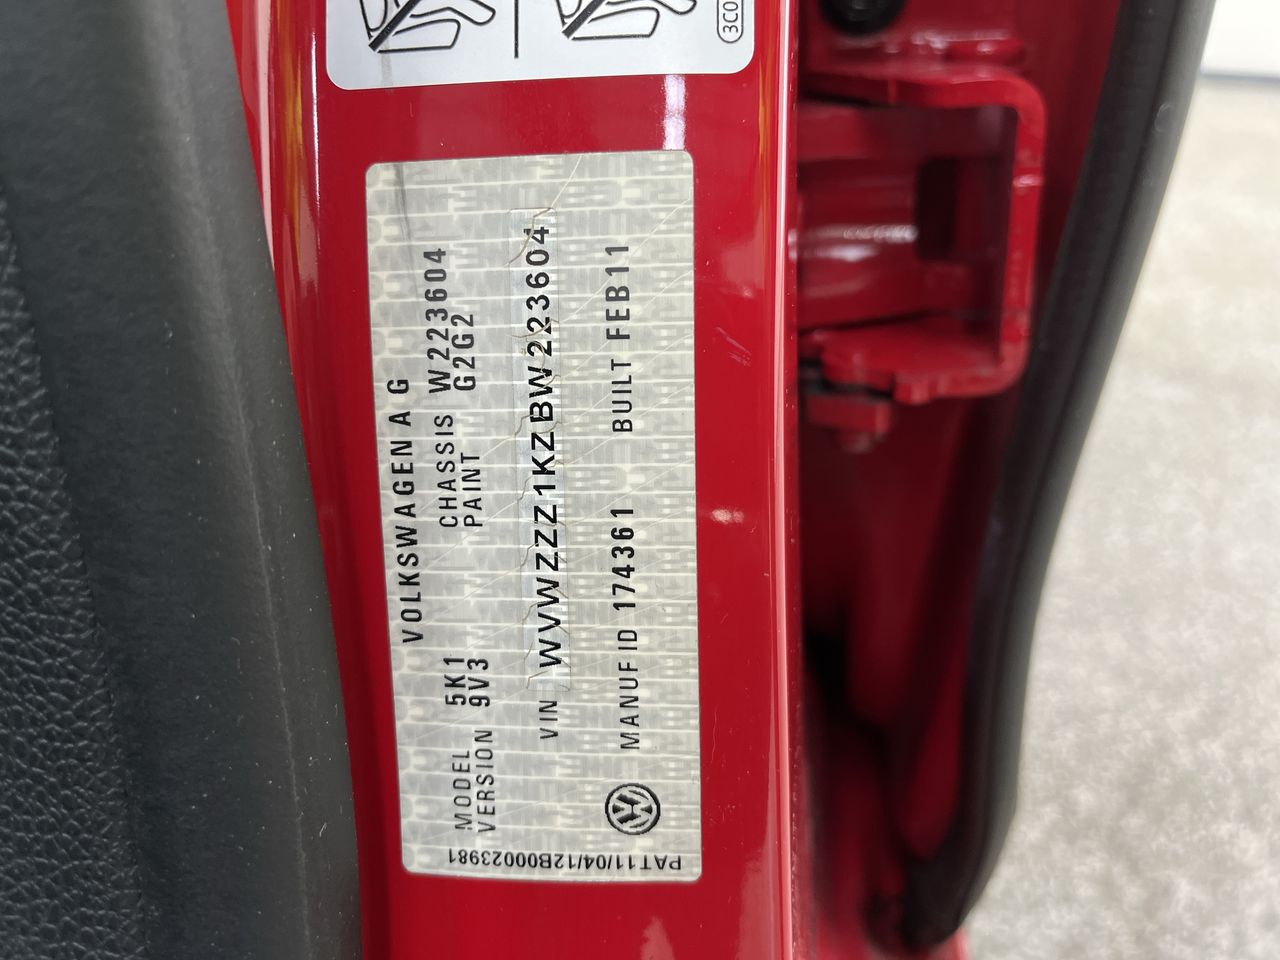 3C0
VOLKSWAGEN A G
MODEL 5K1 CHASSIS W223604
VERSION 9V3 PAINT G2G2
VIN WVWZZZ1KZBW223604
MANUF ID 174361 BUILT FEB11
PAT11/04/12B00023981